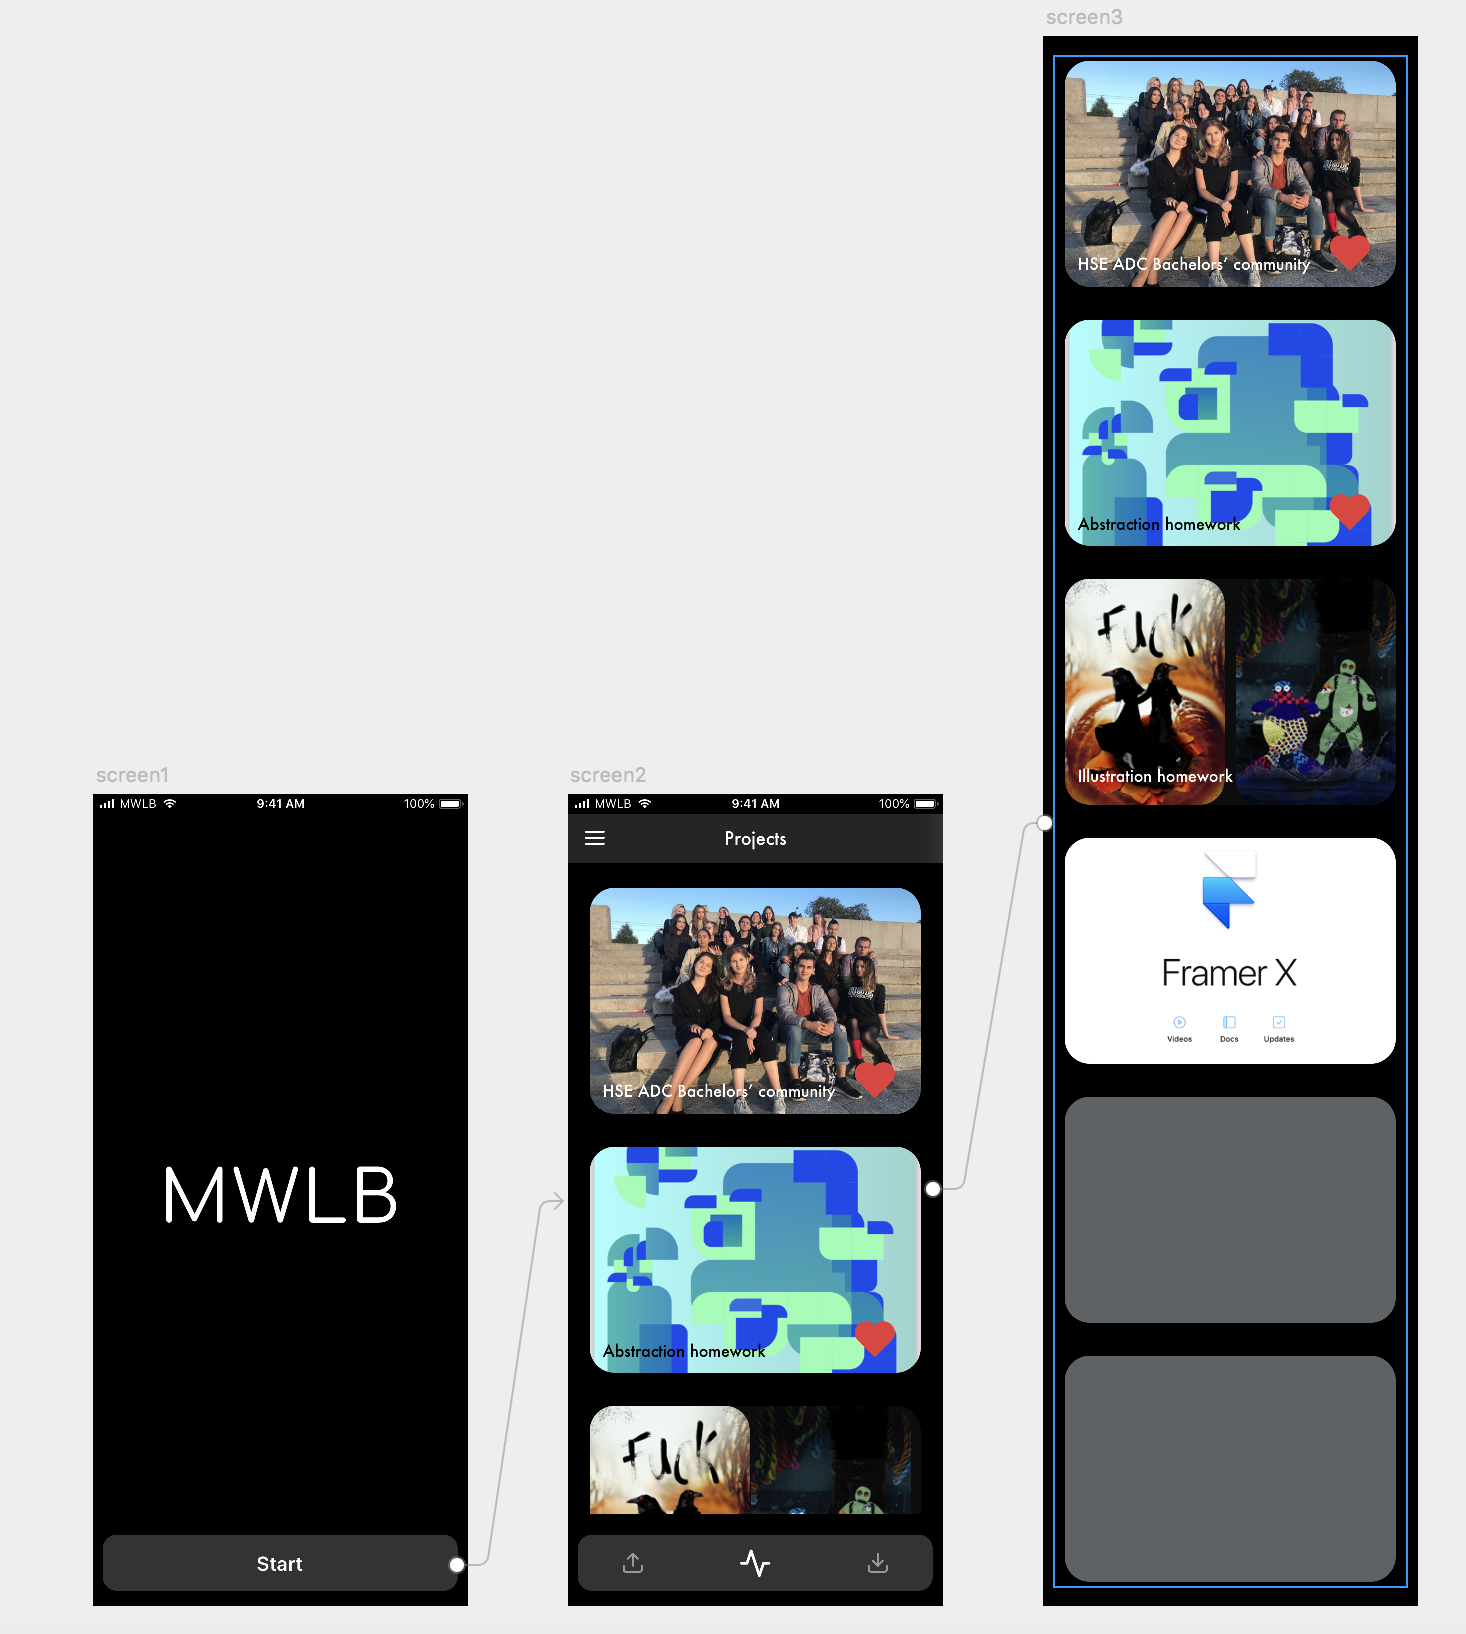 screen3
HSE ADC Bachelors' community
Abstraction homework
FUCK
Illustration homework
Framer X
Videos
Docs
Updates
screen1
MWLB
9:41 AM
100%
MWLB
Start
screen2
MWLB
9:41 AM
100%
Projects
HSE ADC Bachelors' community
Abstraction homework
FUCK